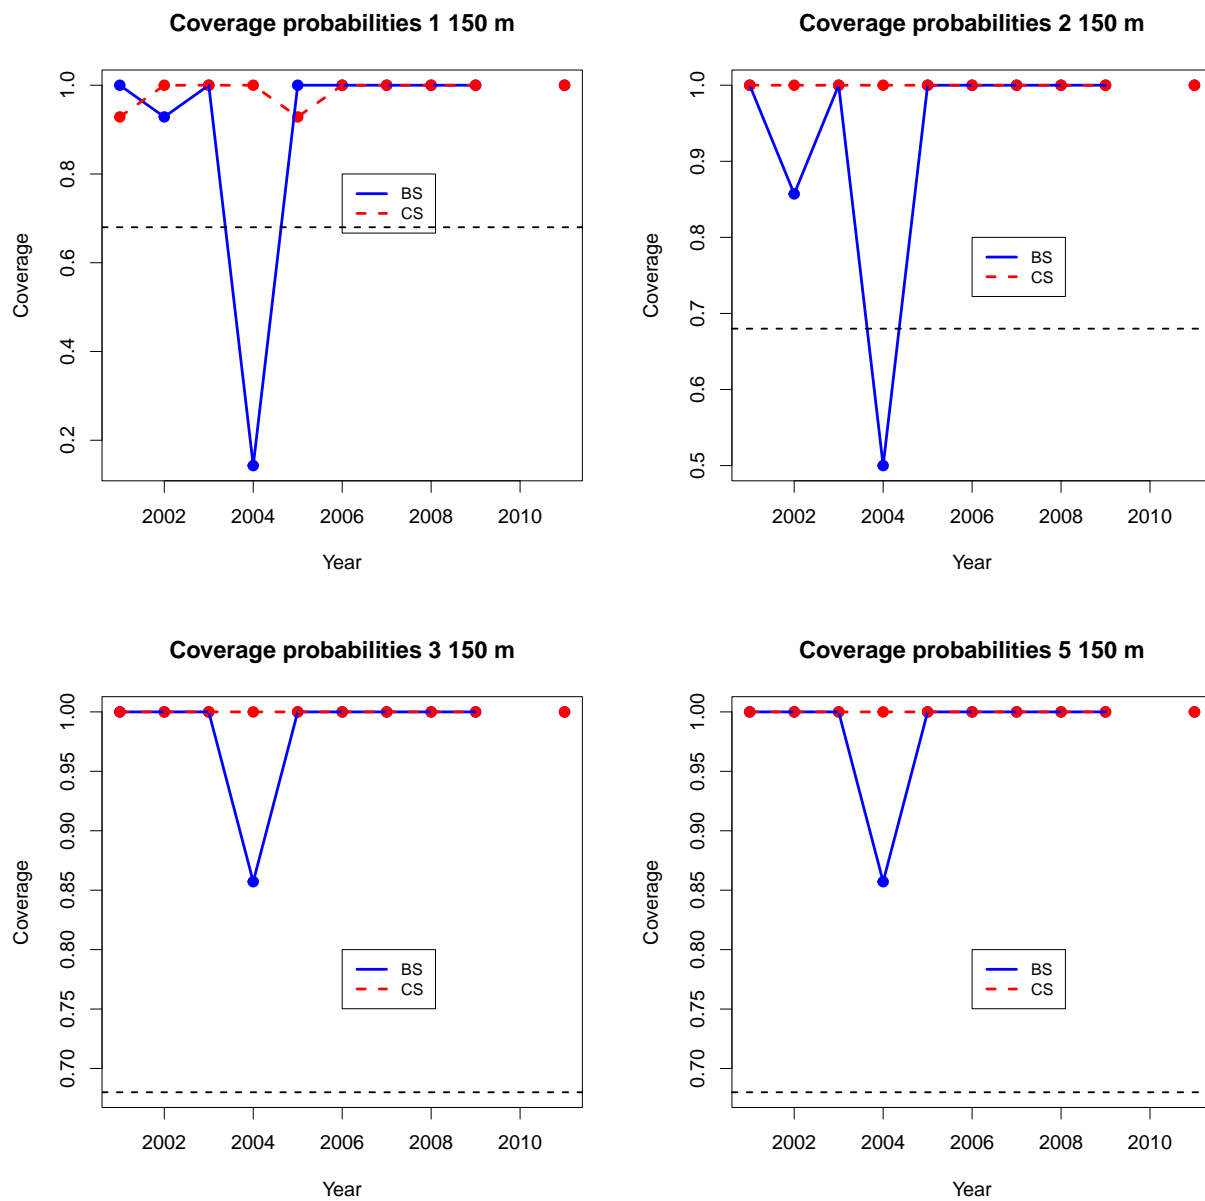 Coverage probabilities 1 150 m
1.0
0.8
0.6
0.4
0.2
Coverage
BS
CS
2002 2004 2006 2008 2010
Year
Coverage probabilities 2 150 m
1.0
0.9
0.8
0.7
0.6
0.5
Coverage
BS
CS
2002 2004 2006 2008 2010
Year
Coverage probabilities 3 150 m
1.00
0.95
0.90
0.85
0.80
0.75
0.70
Coverage
BS
CS
2002 2004 2006 2008 2010
Year
Coverage probabilities 5 150 m
1.00
0.95
0.90
0.85
0.80
0.75
0.70
Coverage
BS
CS
2002 2004 2006 2008 2010
Year